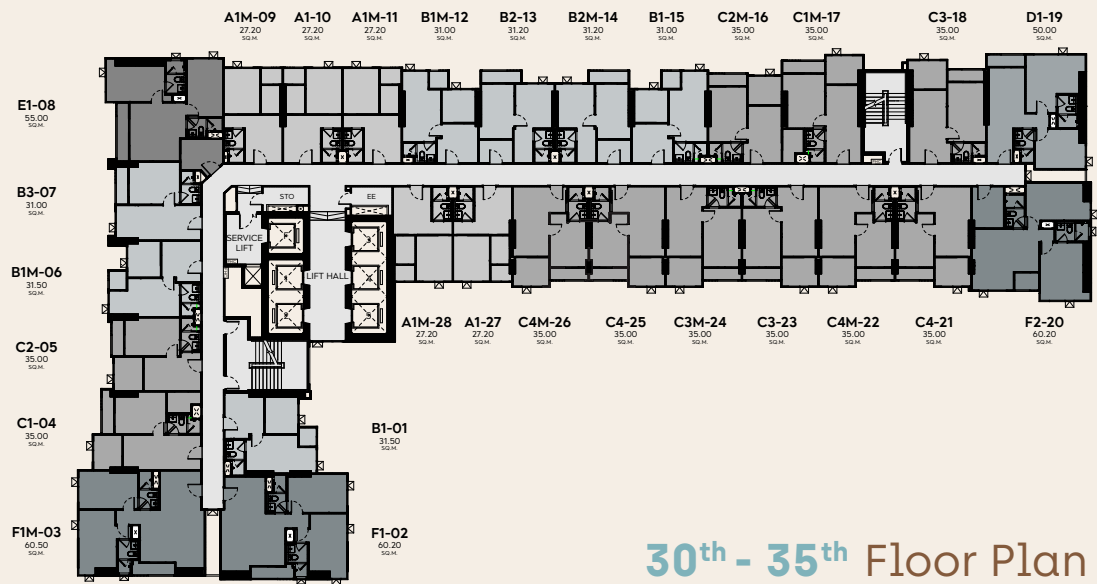 A1M-09
27.20
SQ.M.
A1-10
27.20
SQ.M.
A1M-11
27.20
SQ.M.
B1M-12
31.00
SQ.M.
B2-13
31.20
SQ.M.
B2M-14
31.20
SQ.M.
B1-15
31.00
SQ.M.
C2M-16
35.00
SQ.M.
C1M-17
35.00
SQ.M.
C3-18
35.00
SQ.M.
D1-19
50.00
SQ.M.
E1-08
55.00
SQ.M.
B3-07
31.00
SQ.M.
B1M-06
31.50
SQ.M.
C2-05
35.00
SQ.M.
C1-04
35.00
SQ.M.
F1M-03
60.50
SQ.M.
STO
EE
SERVICE
LIFT
LIFT HALL
A1M-28
27.20
SQ.M.
A1-27
27.20
SQ.M.
C4M-26
35.00
SQ.M.
C4-25
35.00
SQ.M.
C3M-24
35.00
SQ.M.
C3-23
35.00
SQ.M.
C4M-22
35.00
SQ.M.
C4-21
35.00
SQ.M.
F2-20
60.20
SQ.M.
B1-01
31.50
SQ.M.
F1-02
60.20
SQ.M.
30th - 35th Floor Plan